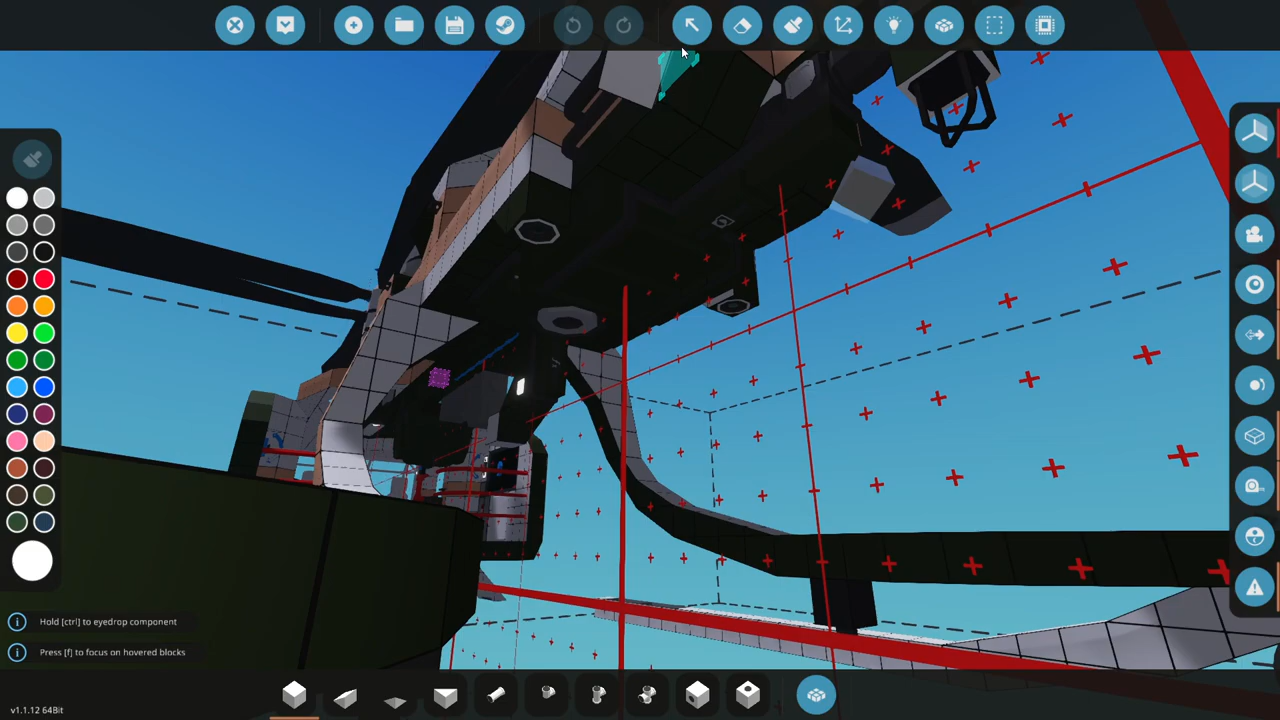 Hold [ctrl] to eyedrop component
Press [f] to focus on hovered blocks
v1.1.12 64Bit